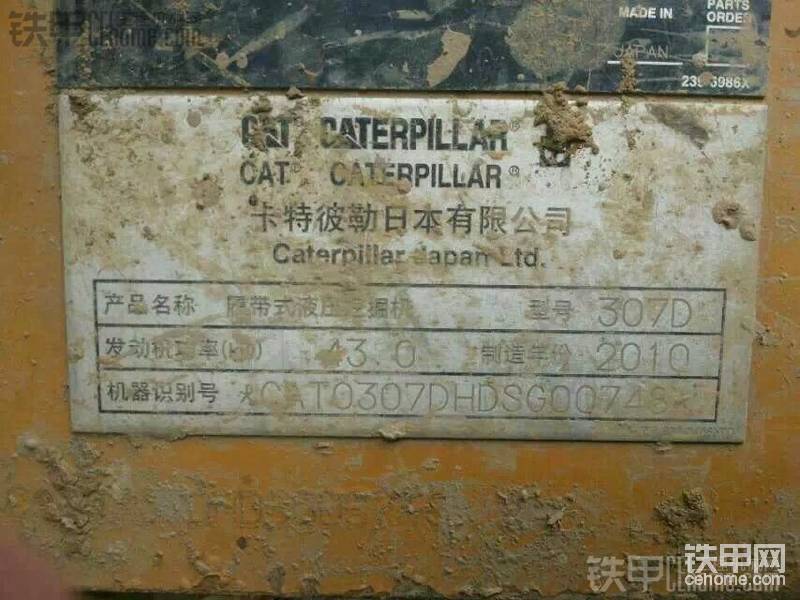 铁甲 CEhome.com
MADE IN
JAPAN
PARTS
ORDER
CAT CATERPILLAR®
CAT® CATERPILLAR®
卡特彼勒日本有限公司
Caterpillar Japan Ltd.
产品名称 履带式液压挖掘机 型号 307D
发动机功率(kw) 43.0 制造年份 2010
机器识别号 *CAT0307DHDSG00748*
铁甲网
cehome.com